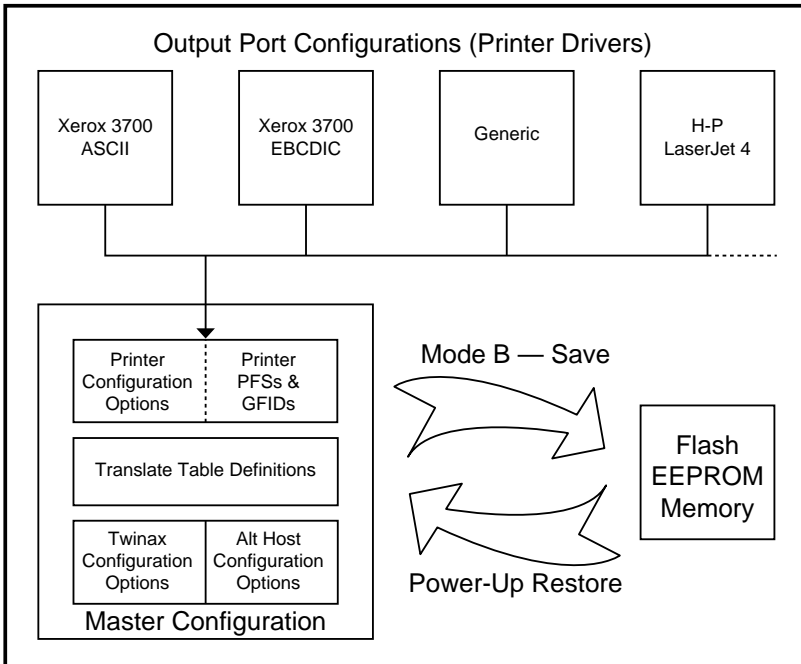 Output Port Configurations (Printer Drivers)
Xerox 3700
ASCII
Xerox 3700
EBCDIC
Generic
H-P
LaserJet 4
Printer
Configuration
Options
Printer
PFSs &
GFIDs
Translate Table Definitions
Twinax
Configuration
Options
Alt Host
Configuration
Options
Master Configuration
Mode B — Save
Flash
EEPROM
Memory
Power-Up Restore